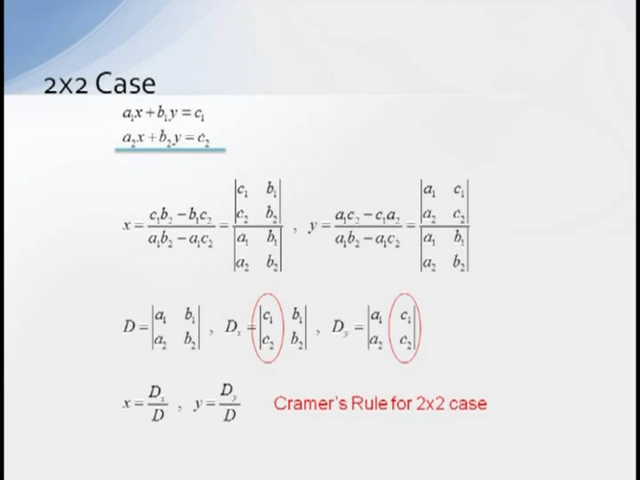 2x2 Case
a₁x + b₁y = c₁
a₂x + b₂y = c₂
x = (c₁b₂ − b₁c₂)/(a₁b₂ − a₁c₂) = |c₁ b₁; c₂ b₂|/|a₁ b₁; a₂ b₂| , y = (a₁c₂ − c₁a₂)/(a₁b₂ − a₁c₂) = |a₁ c₁; a₂ c₂|/|a₁ b₁; a₂ b₂|
D = |a₁ b₁; a₂ b₂| , Dₓ = |c₁ b₁; c₂ b₂| , D_y = |a₁ c₁; a₂ c₂|
x = Dₓ/D , y = D_y/D Cramer's Rule for 2x2 case